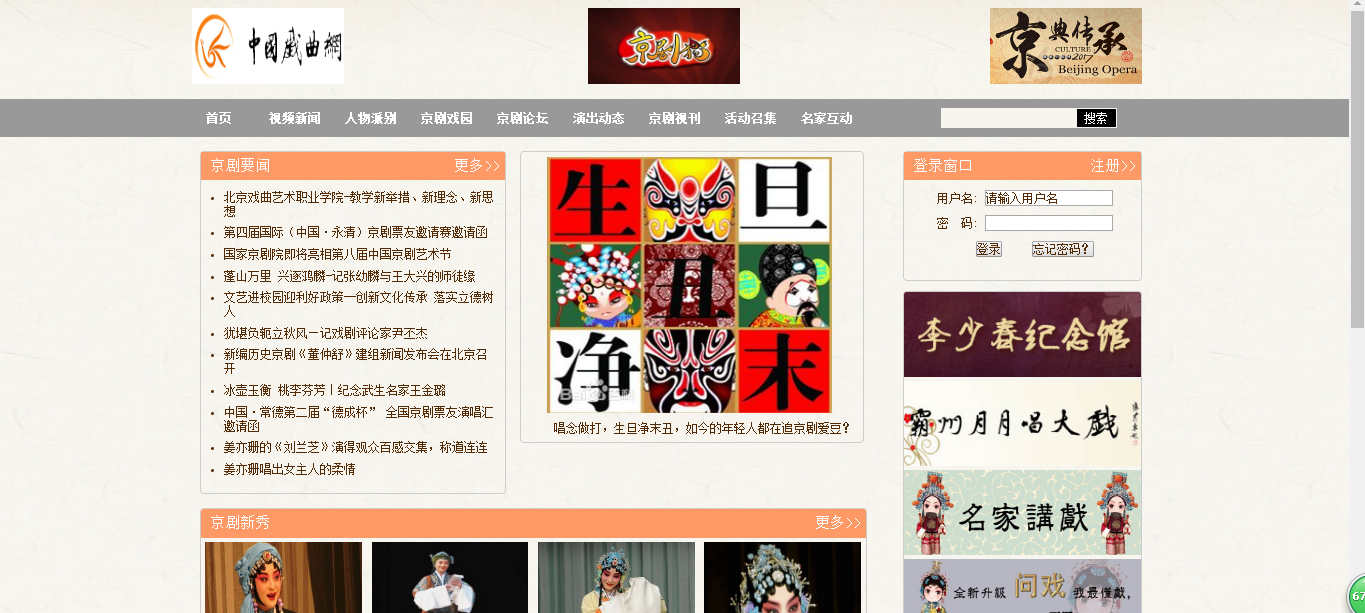 中國戲曲網
京剧猫
京典传承
CULTURE
2017
Beijing Opera
首页 视频新闻 人物派别 京剧戏园 京剧论坛 演出动态 京剧视刊 活动召集 名家互动 搜索
京剧要闻 更多>>
北京戏曲艺术职业学院-教学新举措、新理念、新思
想
第四届国际（中国·永清）京剧票友邀请赛邀请函
国家京剧院即将亮相第八届中国京剧艺术节
蓬山万里 兴逐鸿麟-记张幼麟与王大兴的师徒缘
文艺进校园迎利好政策一创新文化传承 落实立德树
人
犹堪负轭立秋风—记戏剧评论家尹丕杰
新编历史京剧《董仲舒》建组新闻发布会在北京召
开
冰壶玉衡 桃李芬芳丨纪念武生名家王金璐
中国·常德第二届“德成杯” 全国京剧票友演唱汇
邀请函
姜亦珊的《刘兰芝》演得观众百感交集，称道连连
姜亦珊唱出女主人的柔情
生 旦
丑
净 末
Baidu百科
唱念做打，生旦净末丑，如今的年轻人都在追京剧爱豆？
登录窗口 注册>>
用户名: 请输入用户名
密 码:
登录 忘记密码?
李少春纪念馆
霸州月月唱大戏
名家講戲
全新升級 问戏 我最懂戲,
京剧新秀 更多>>
67